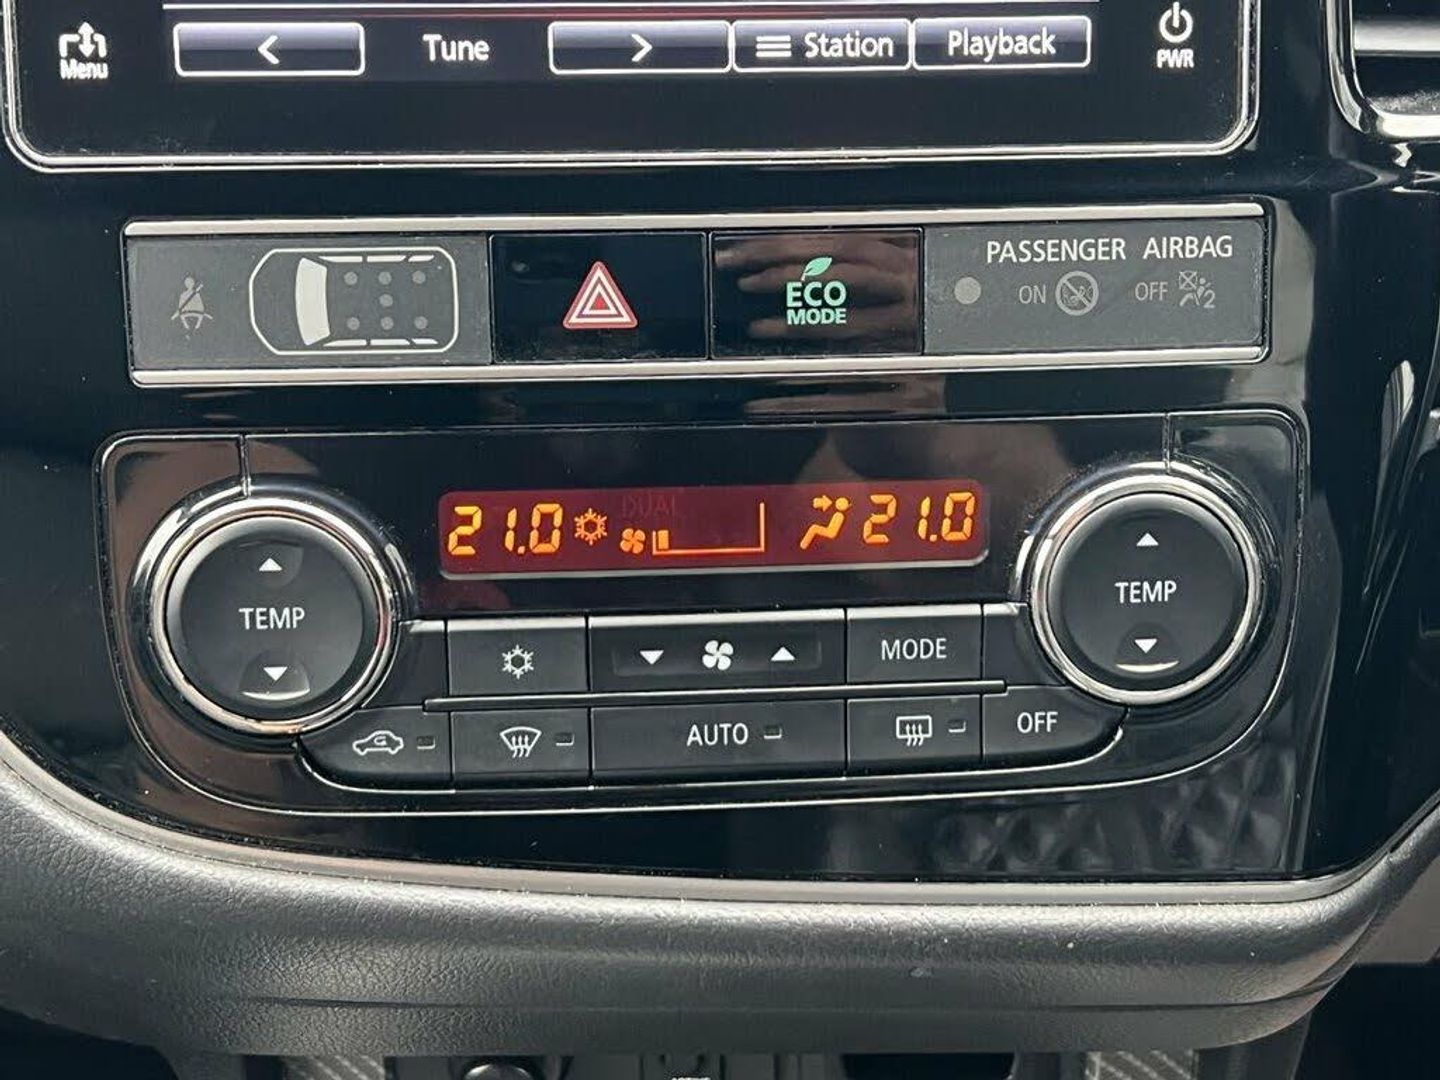 Menu Tune Station Playback PWR
PASSENGER AIRBAG
ECO
MODE
ON OFF 2
DUAL
21.0 21.0
TEMP TEMP
MODE
AUTO OFF